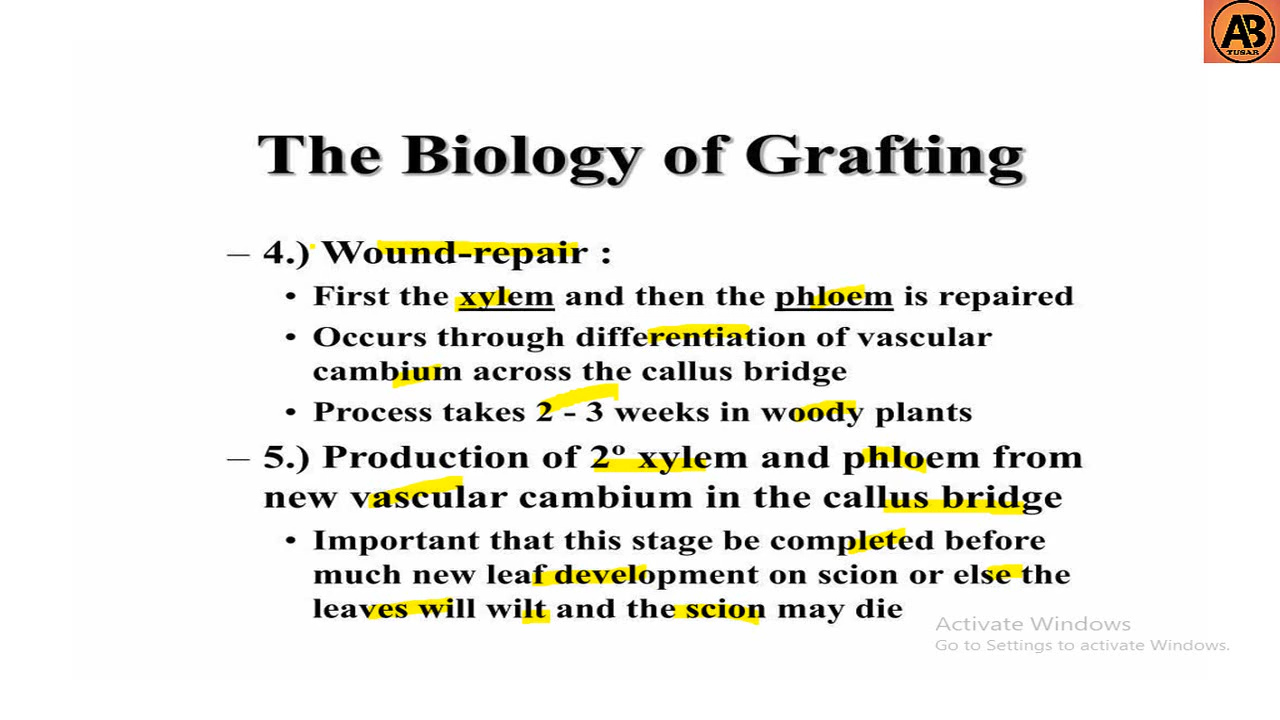 AB
TUSAR
The Biology of Grafting
– 4.) Wound-repair :
• First the xylem and then the phloem is repaired
• Occurs through differentiation of vascular
cambium across the callus bridge
• Process takes 2 - 3 weeks in woody plants
– 5.) Production of 2º xylem and phloem from
new vascular cambium in the callus bridge
• Important that this stage be completed before
much new leaf development on scion or else the
leaves will wilt and the scion may die
Activate Windows
Go to Settings to activate Windows.